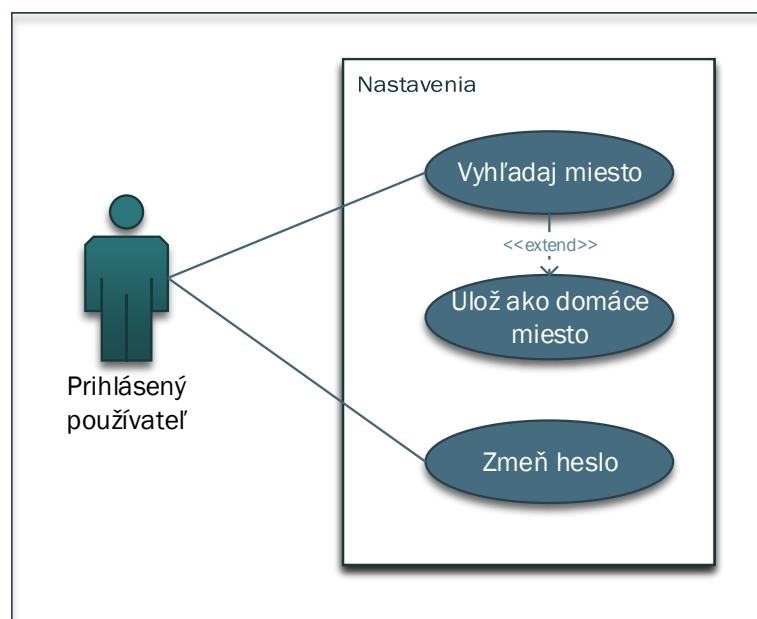 Nastavenia
Vyhľadaj miesto
<<extend>>
Ulož ako domáce
miesto
Prihlásený
používateľ
Zmeň heslo